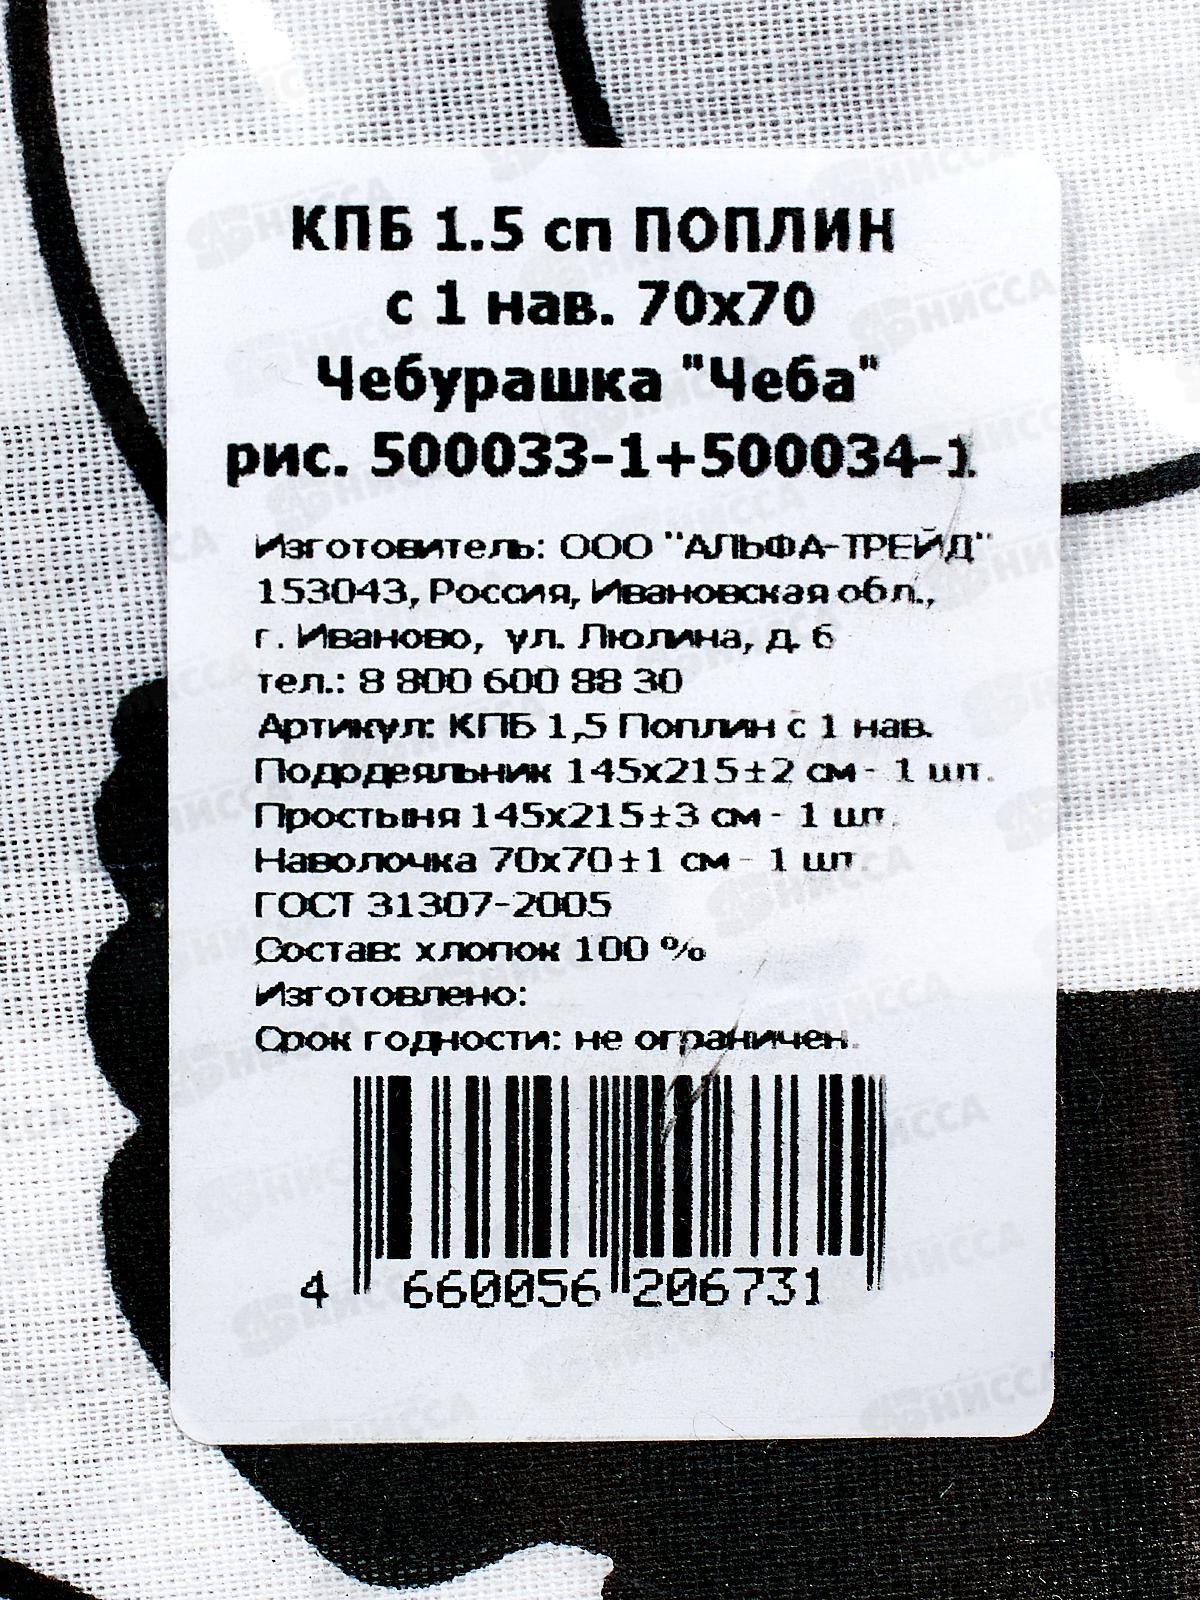 КПБ 1.5 сп ПОПЛИН
с 1 нав. 70х70
Чебурашка "Чеба"
рис. 500033-1+500034-1
Изготовитель: ООО "АЛЬФА-ТРЕЙД"
153043, Россия, Ивановская обл.,
г. Иваново, ул. Люлина, д. 6
тел.: 8 800 600 88 30
Артикул: КПБ 1,5 Поплин с 1 нав.
Пододеяльник 145х215±2 см - 1 шт.
Простыня 145х215±3 см - 1 шт.
Наволочка 70х70±1 см - 1 шт.
ГОСТ 31307-2005
Состав: хлопок 100 %
Изготовлено:
Срок годности: не ограничен.
4 660056 206731